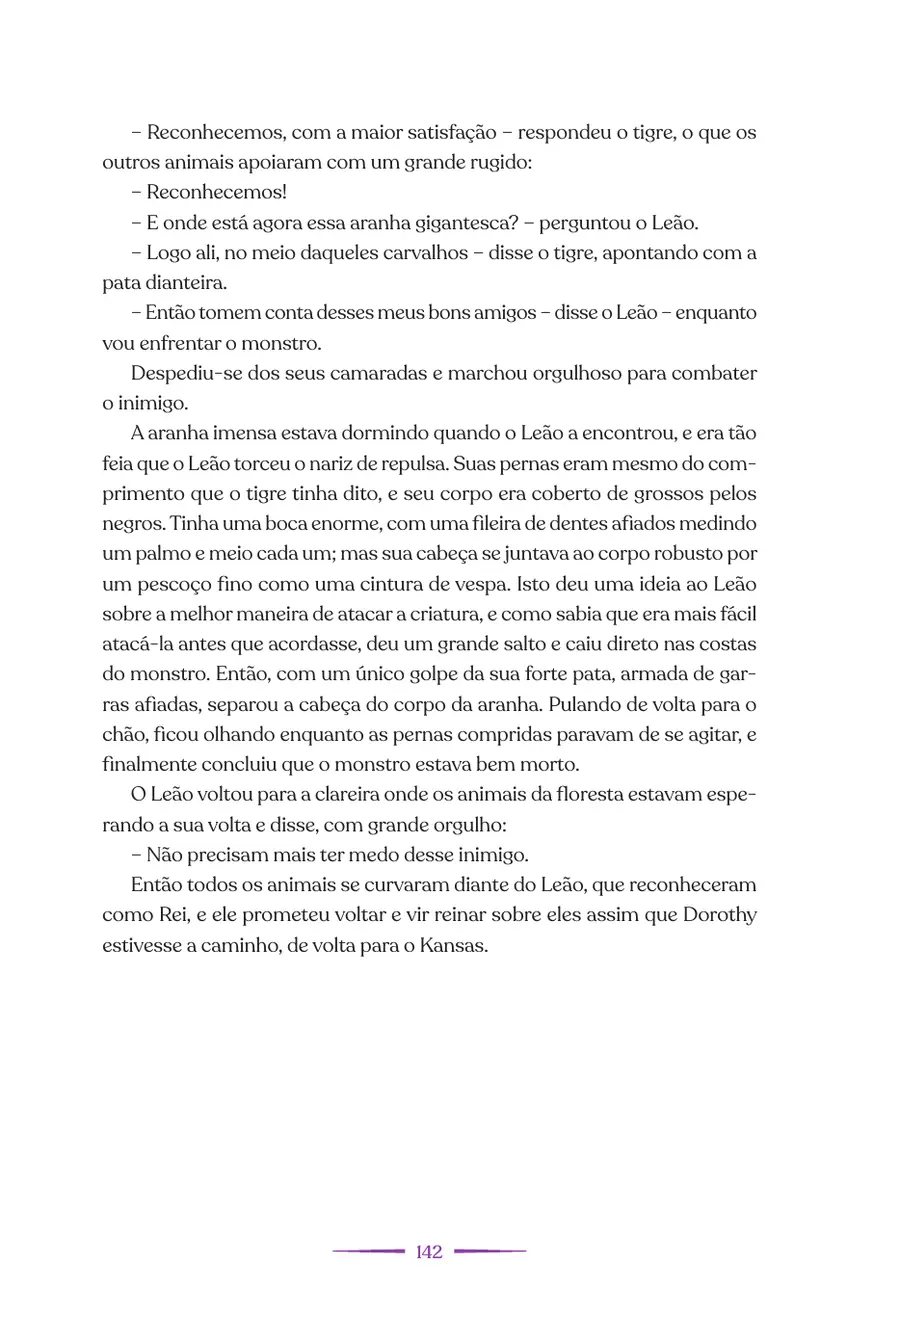 – Reconhecemos, com a maior satisfação – respondeu o tigre, o que os
outros animais apoiaram com um grande rugido:
– Reconhecemos!
– E onde está agora essa aranha gigantesca? – perguntou o Leão.
– Logo ali, no meio daqueles carvalhos – disse o tigre, apontando com a
pata dianteira.
– Então tomem conta desses meus bons amigos – disse o Leão – enquanto
vou enfrentar o monstro.
Despediu-se dos seus camaradas e marchou orgulhoso para combater
o inimigo.
A aranha imensa estava dormindo quando o Leão a encontrou, e era tão
feia que o Leão torceu o nariz de repulsa. Suas pernas eram mesmo do com-
primento que o tigre tinha dito, e seu corpo era coberto de grossos pelos
negros. Tinha uma boca enorme, com uma fileira de dentes afiados medindo
um palmo e meio cada um; mas sua cabeça se juntava ao corpo robusto por
um pescoço fino como uma cintura de vespa. Isto deu uma ideia ao Leão
sobre a melhor maneira de atacar a criatura, e como sabia que era mais fácil
atacá-la antes que acordasse, deu um grande salto e caiu direto nas costas
do monstro. Então, com um único golpe da sua forte pata, armada de gar-
ras afiadas, separou a cabeça do corpo da aranha. Pulando de volta para o
chão, ficou olhando enquanto as pernas compridas paravam de se agitar, e
finalmente concluiu que o monstro estava bem morto.
O Leão voltou para a clareira onde os animais da floresta estavam espe-
rando a sua volta e disse, com grande orgulho:
– Não precisam mais ter medo desse inimigo.
Então todos os animais se curvaram diante do Leão, que reconheceram
como Rei, e ele prometeu voltar e vir reinar sobre eles assim que Dorothy
estivesse a caminho, de volta para o Kansas.
142